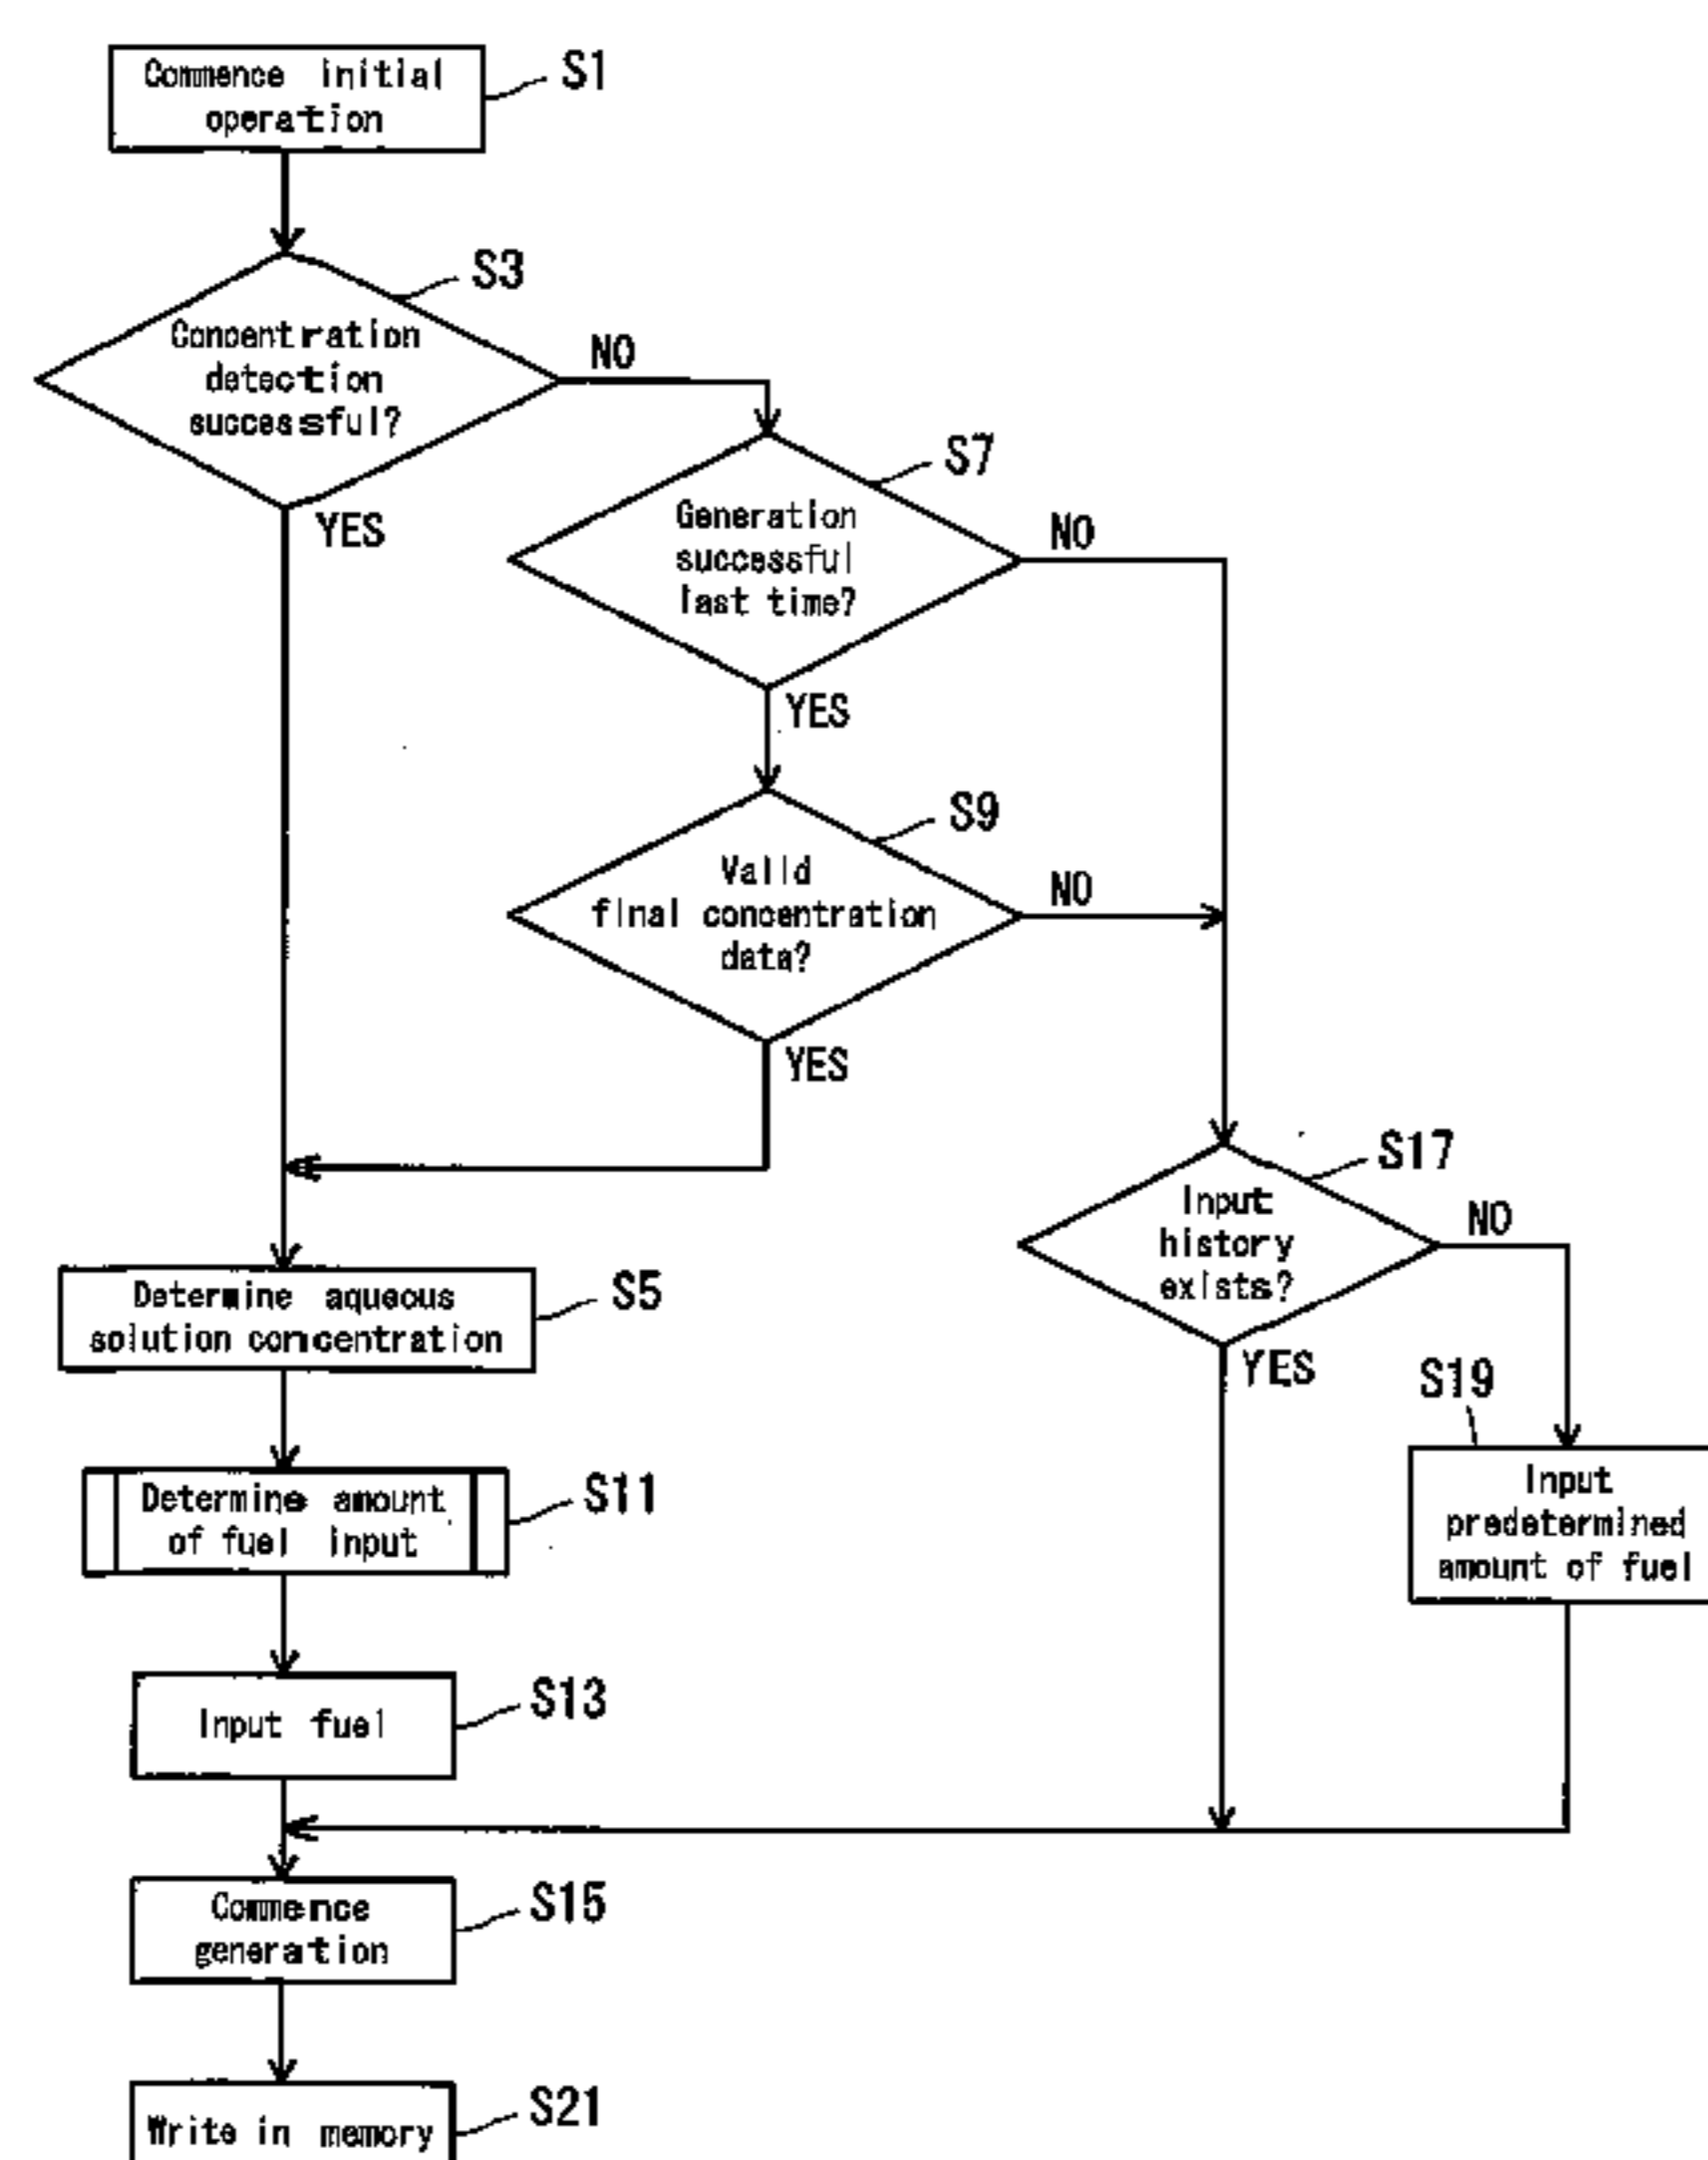 Commence initial
operation
S1
S3
Concentration
detection
successful?
NO
YES
S7
Generation
successful
last time?
NO
YES
S9
Valid
final concentration
data?
NO
YES
S17
Input
history
exists?
NO
YES
S5
Determine aqueous
solution concentration
S19
Input
predetermined
amount of fuel
S11
Determine amount
of fuel input
S13
Input fuel
S15
Commence
generation
S21
Write in memory